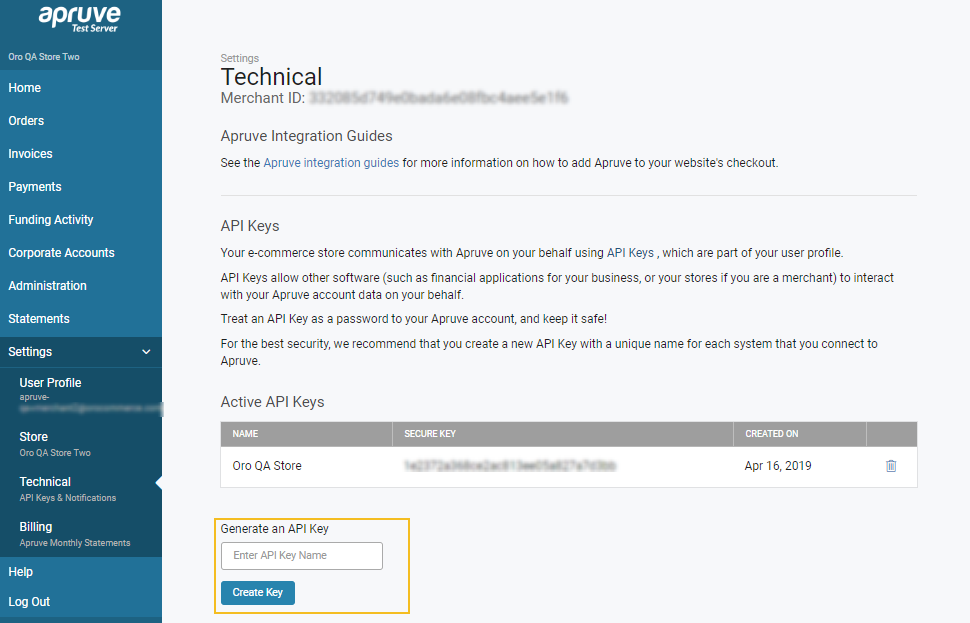 apruve
Test Server
Oro QA Store Two
Home
Orders
Invoices
Payments
Funding Activity
Corporate Accounts
Administration
Statements
Settings
User Profile
apruve-
Store
Oro QA Store Two
Technical
API Keys & Notifications
Billing
Apruve Monthly Statements
Help
Log Out
Settings
Technical
Merchant ID:
Apruve Integration Guides
See the Apruve integration guides for more information on how to add Apruve to your website's checkout.
API Keys
Your e-commerce store communicates with Apruve on your behalf using API Keys , which are part of your user profile.
API Keys allow other software (such as financial applications for your business, or your stores if you are a merchant) to interact
with your Apruve account data on your behalf.
Treat an API Key as a password to your Apruve account, and keep it safe!
For the best security, we recommend that you create a new API Key with a unique name for each system that you connect to
Apruve.
Active API Keys
NAME SECURE KEY CREATED ON
Oro QA Store Apr 16, 2019
Generate an API Key
Enter API Key Name
Create Key